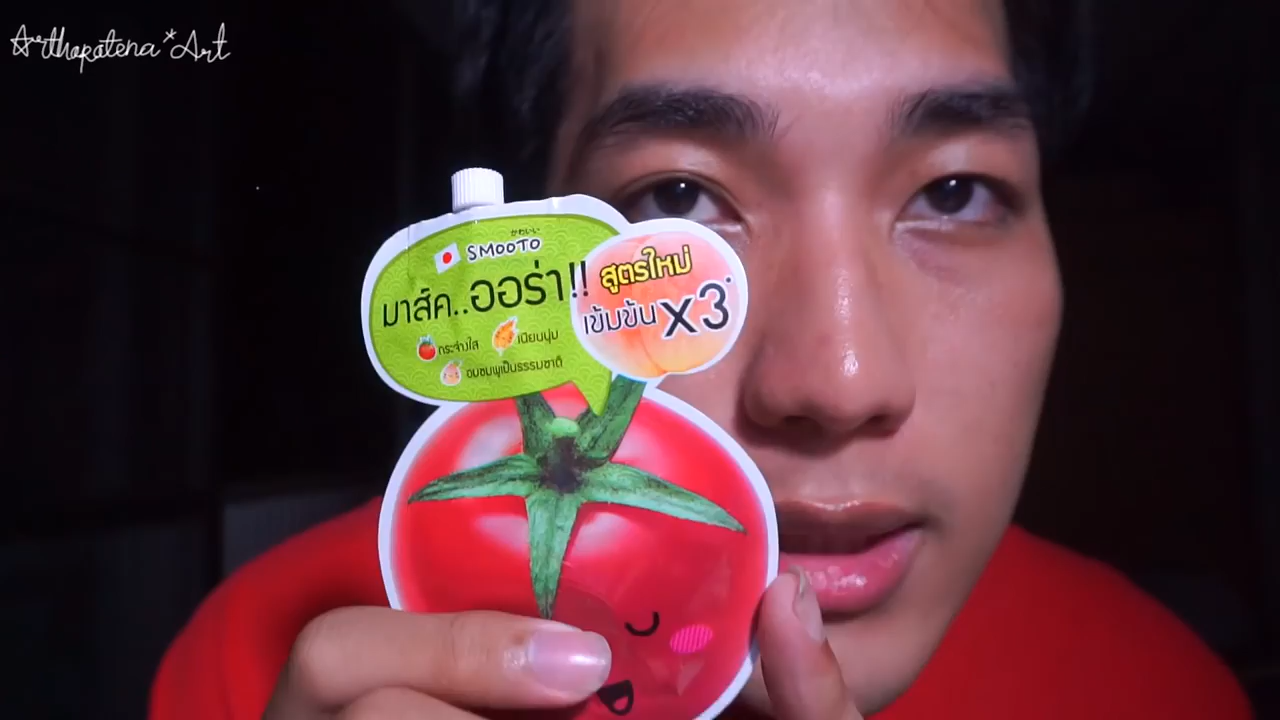 Arthapatena*Art
かわいい
SMOOTO
มาส์ค..ออร่า!!
สูตรใหม่
เข้มข้น x3
กระจ่างใส
เนียนนุ่ม
อมชมพูเป็นธรรมชาติ